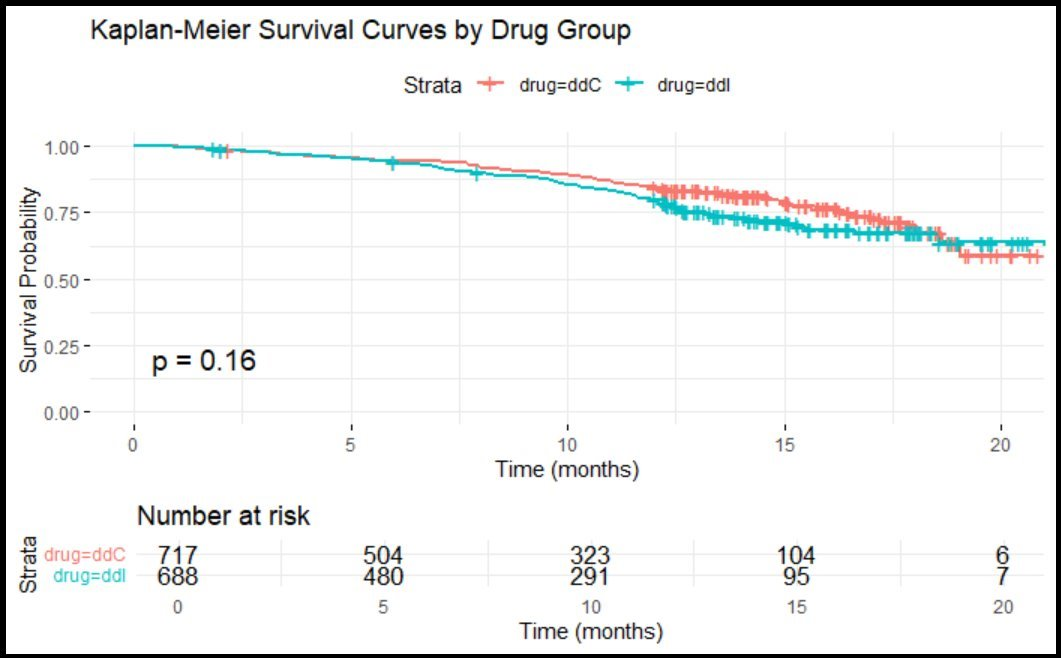 Kaplan-Meier Survival Curves by Drug Group
Strata drug=ddC drug=ddI
Survival Probability
1.00
0.75
0.50
0.25
0.00
p = 0.16
0 5 10 15 20
Time (months)
Number at risk
Strata
drug=ddC 717 504 323 104 6
drug=ddI 688 480 291 95 7
0 5 10 15 20
Time (months)